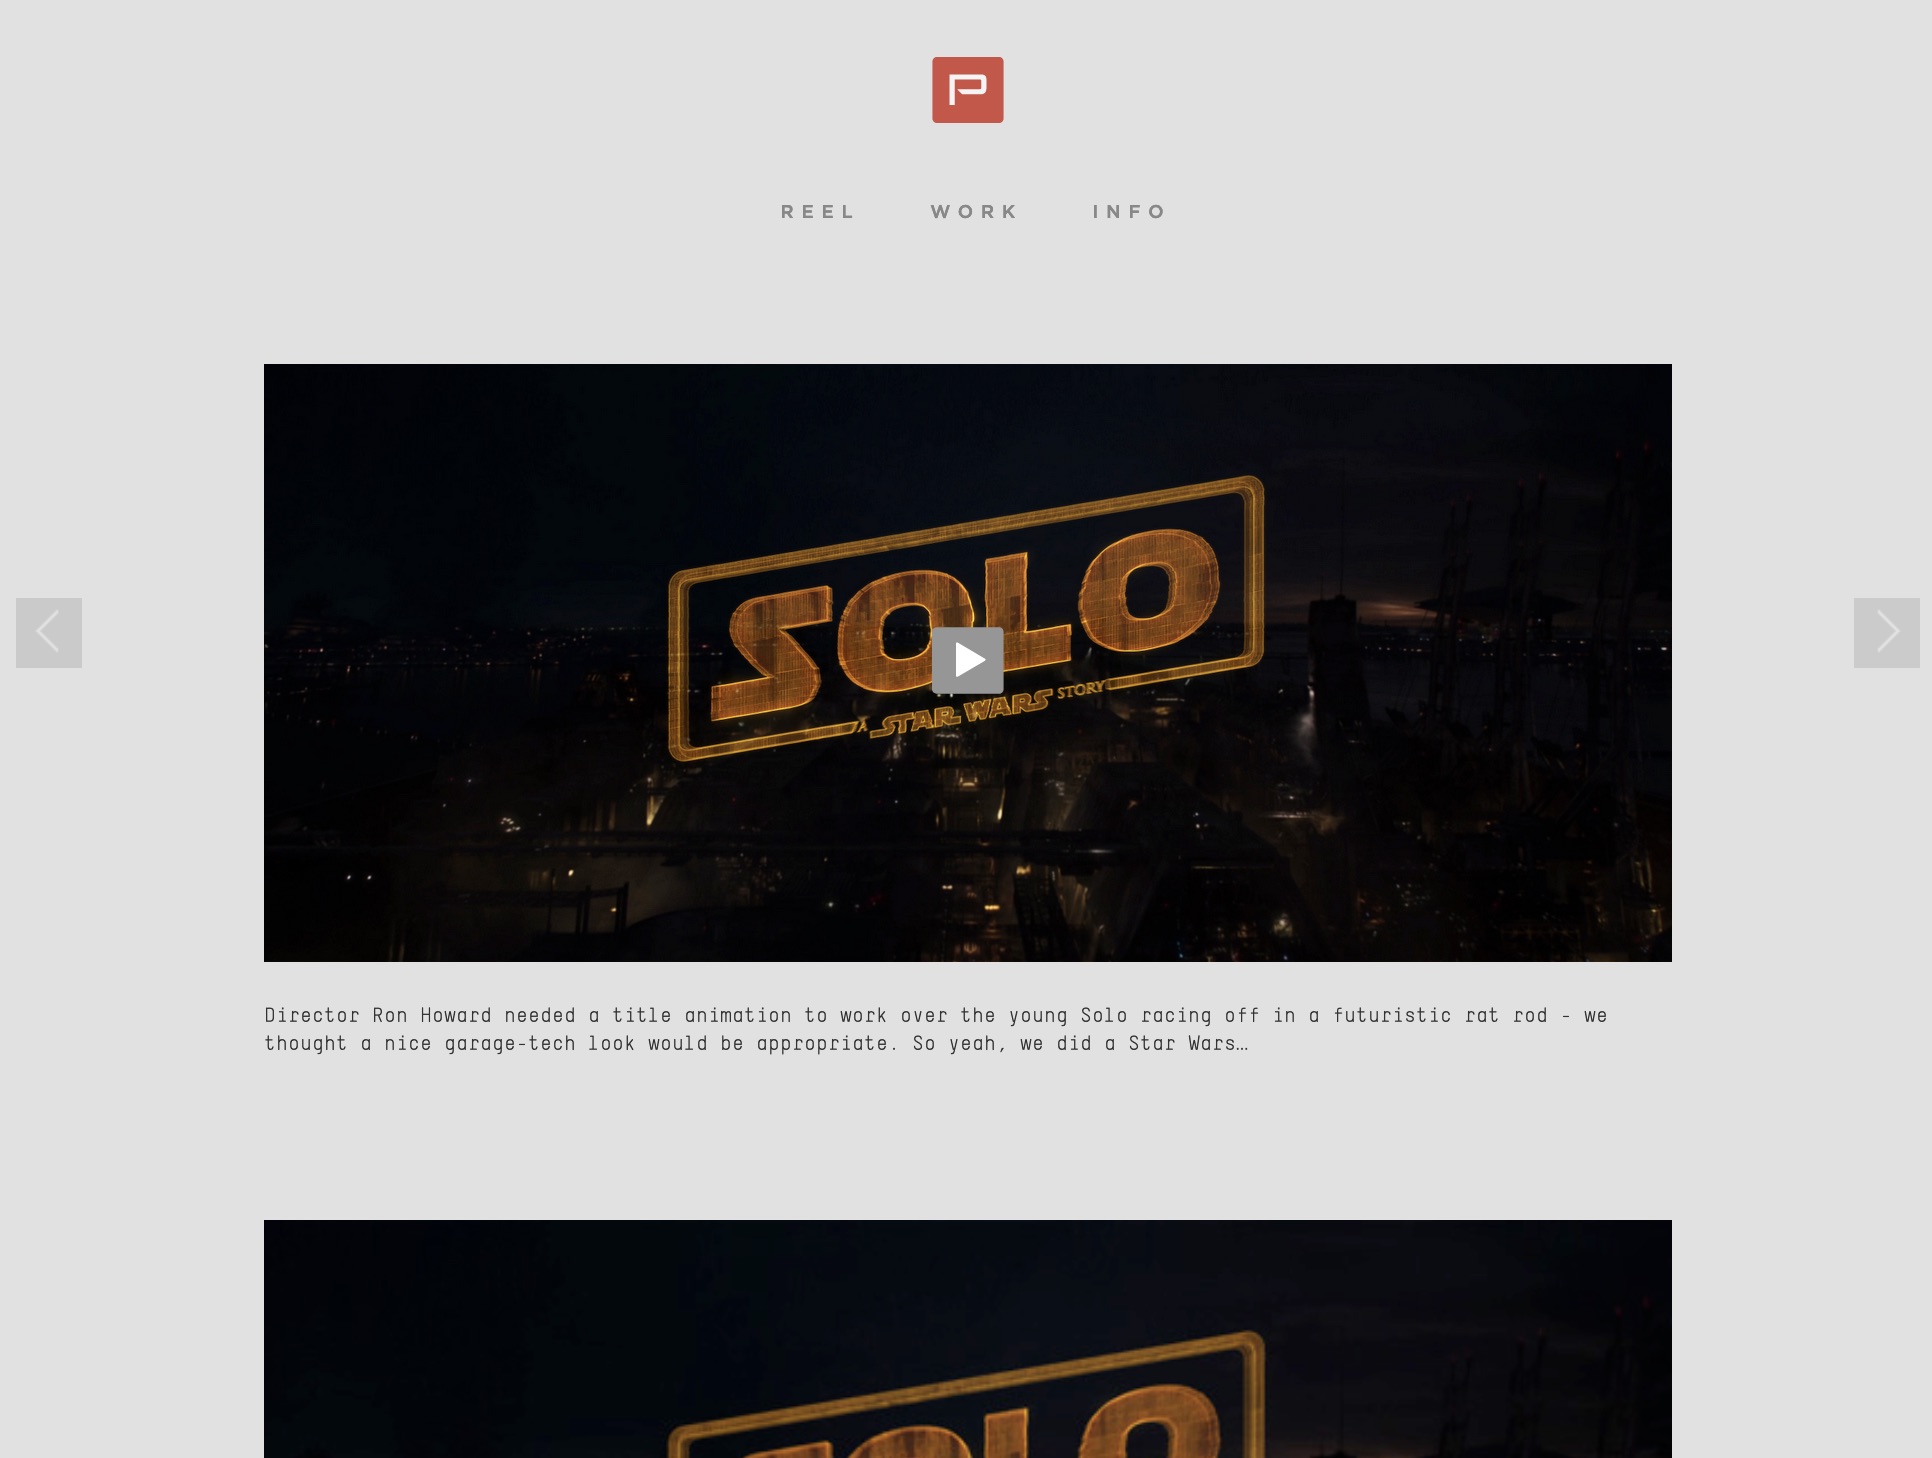 P
REEL WORK INFO
SOLO
A STAR WARS STORY
Director Ron Howard needed a title animation to work over the young Solo racing off in a futuristic rat rod - we
thought a nice garage-tech look would be appropriate. So yeah, we did a Star Wars…
SOLO